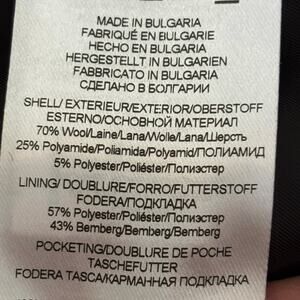 MADE IN BULGARIA
FABRIQUÉ EN BULGARIE
HECHO EN BULGARIA
HERGESTELLT IN BULGARIEN
FABBRICATO IN BULGARIA
СДЕЛАНО В БОЛГАРИИ
SHELL/ EXTERIEUR/EXTERIOR/OBERSTOFF
ESTERNO/ОСНОВНОЙ МАТЕРИАЛ
70% Wool/Laine/Lana/Wolle/Lana/Шерсть
25% Polyamide/Poliamida/Polyamid/ПОЛИАМИД
5% Polyester/Poliéster/Полиэстер
LINING/ DOUBLURE/FORRO/FUTTERSTOFF
FODERA/ПОДКЛАДКА
57% Polyester/Poliéster/Полиэстер
43% Bemberg/Bemberg/Bemberg
POCKETING/DOUBLURE DE POCHE
TASCHEFUTTER
FODERA TASCA/КАРМАННАЯ ПОДКЛАДКА